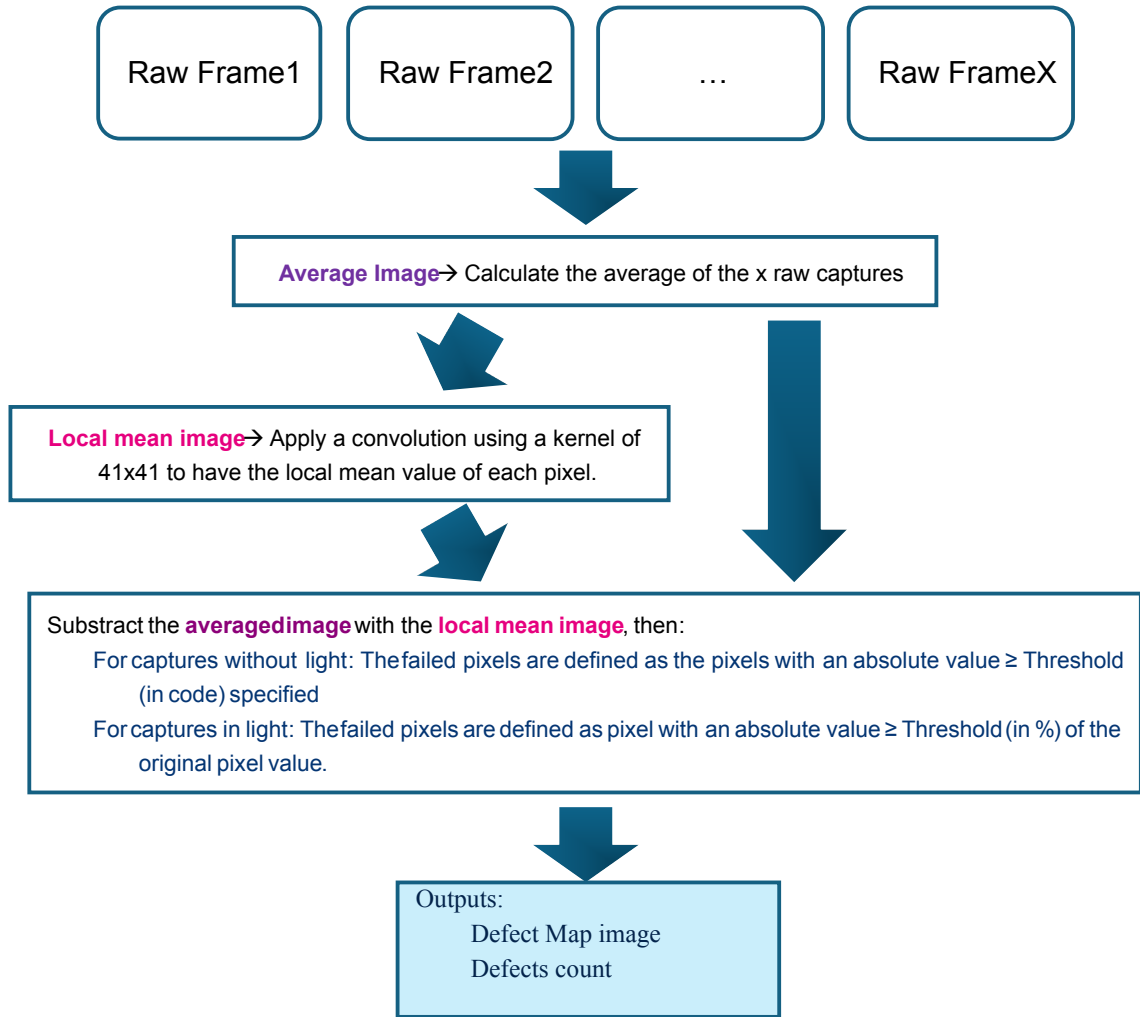 Raw Frame1
Raw Frame2
...
Raw FrameX
Average Image→ Calculate the average of the x raw captures
Local mean image→ Apply a convolution using a kernel of
41x41 to have the local mean value of each pixel.
Substract the averagedimage with the local mean image, then:
For captures without light: Thefailed pixels are defined as the pixels with an absolute value ≥ Threshold
(in code) specified
For captures in light: Thefailed pixels are defined as pixel with an absolute value ≥ Threshold (in %) of the
original pixel value.
Outputs:
Defect Map image
Defects count